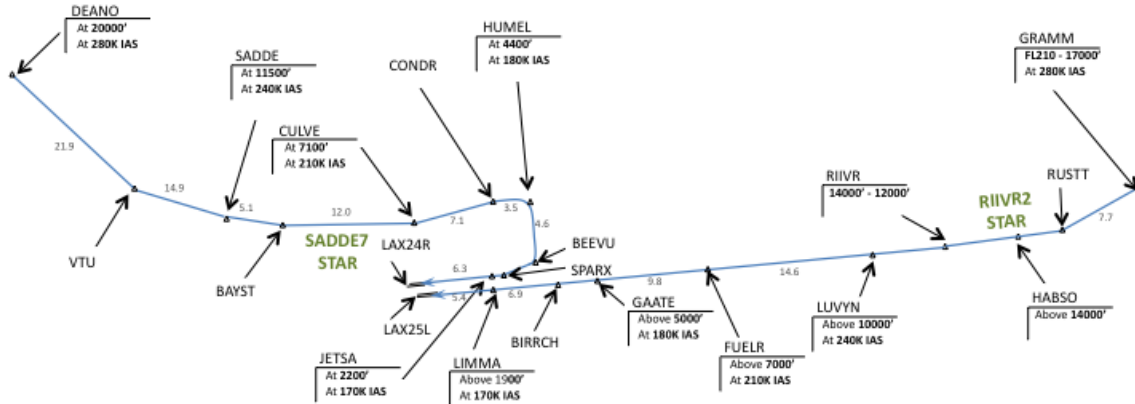 DEANO
At 20000'
At 280K IAS
SADDE
At 11500'
At 240K IAS
CULVE
At 7100'
At 210K IAS
CONDR
HUMEL
At 4400'
At 180K IAS
GRAMM
FL210 - 17000'
At 280K IAS
21.9
14.9
5.1
12.0
7.1
3.5
4.6
VTU
BAYST
SADDE7
STAR
LAX24R
6.3
BEEVU
SPARX
RIIVR
14000' - 12000'
RIIVR2
STAR
RUSTT
7.7
LAX25L
5.4
6.9
9.8
14.6
JETSA
At 2200'
At 170K IAS
LIMMA
Above 1900'
At 170K IAS
BIRRCH
GAATE
Above 5000'
At 180K IAS
FUELR
Above 7000'
At 210K IAS
LUVYN
Above 10000'
At 240K IAS
HABSO
Above 14000'